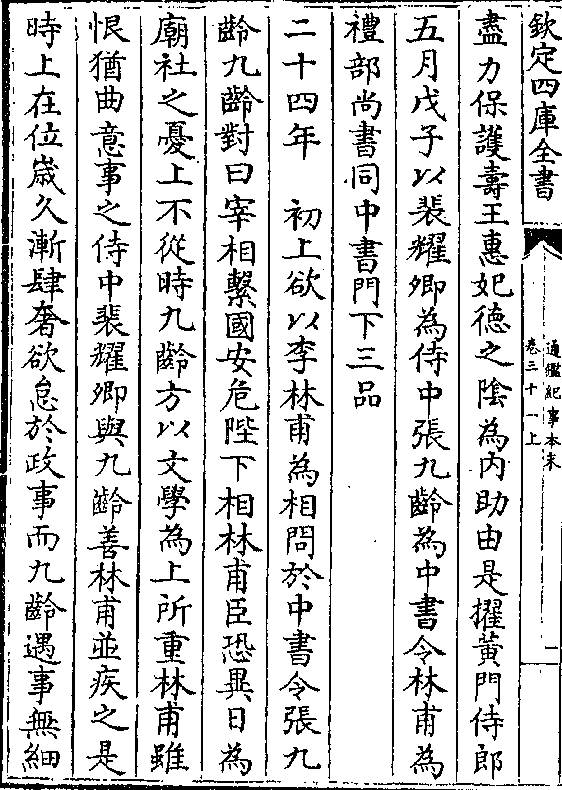 欽定四庫全書
通鑑紀事本末
卷三十一上
一
盡力保護壽王惠妃德之陰為内助由是擢黃門侍郎
五月戊子以裴耀卿為侍中張九齡為中書令林甫為
禮部尚書同中書門下三品
二十四年　初上欲以李林甫為相問於中書令張九
齡九齡對曰宰相繫國安危陛下相林甫臣恐異日為
廟社之憂上不從時九齡方以文學為上所重林甫雖
恨猶曲意事之侍中裴耀卿與九齡善林甫並疾之是
時上在位嵗久漸肆奢欲怠於政事而九齡遇事無細